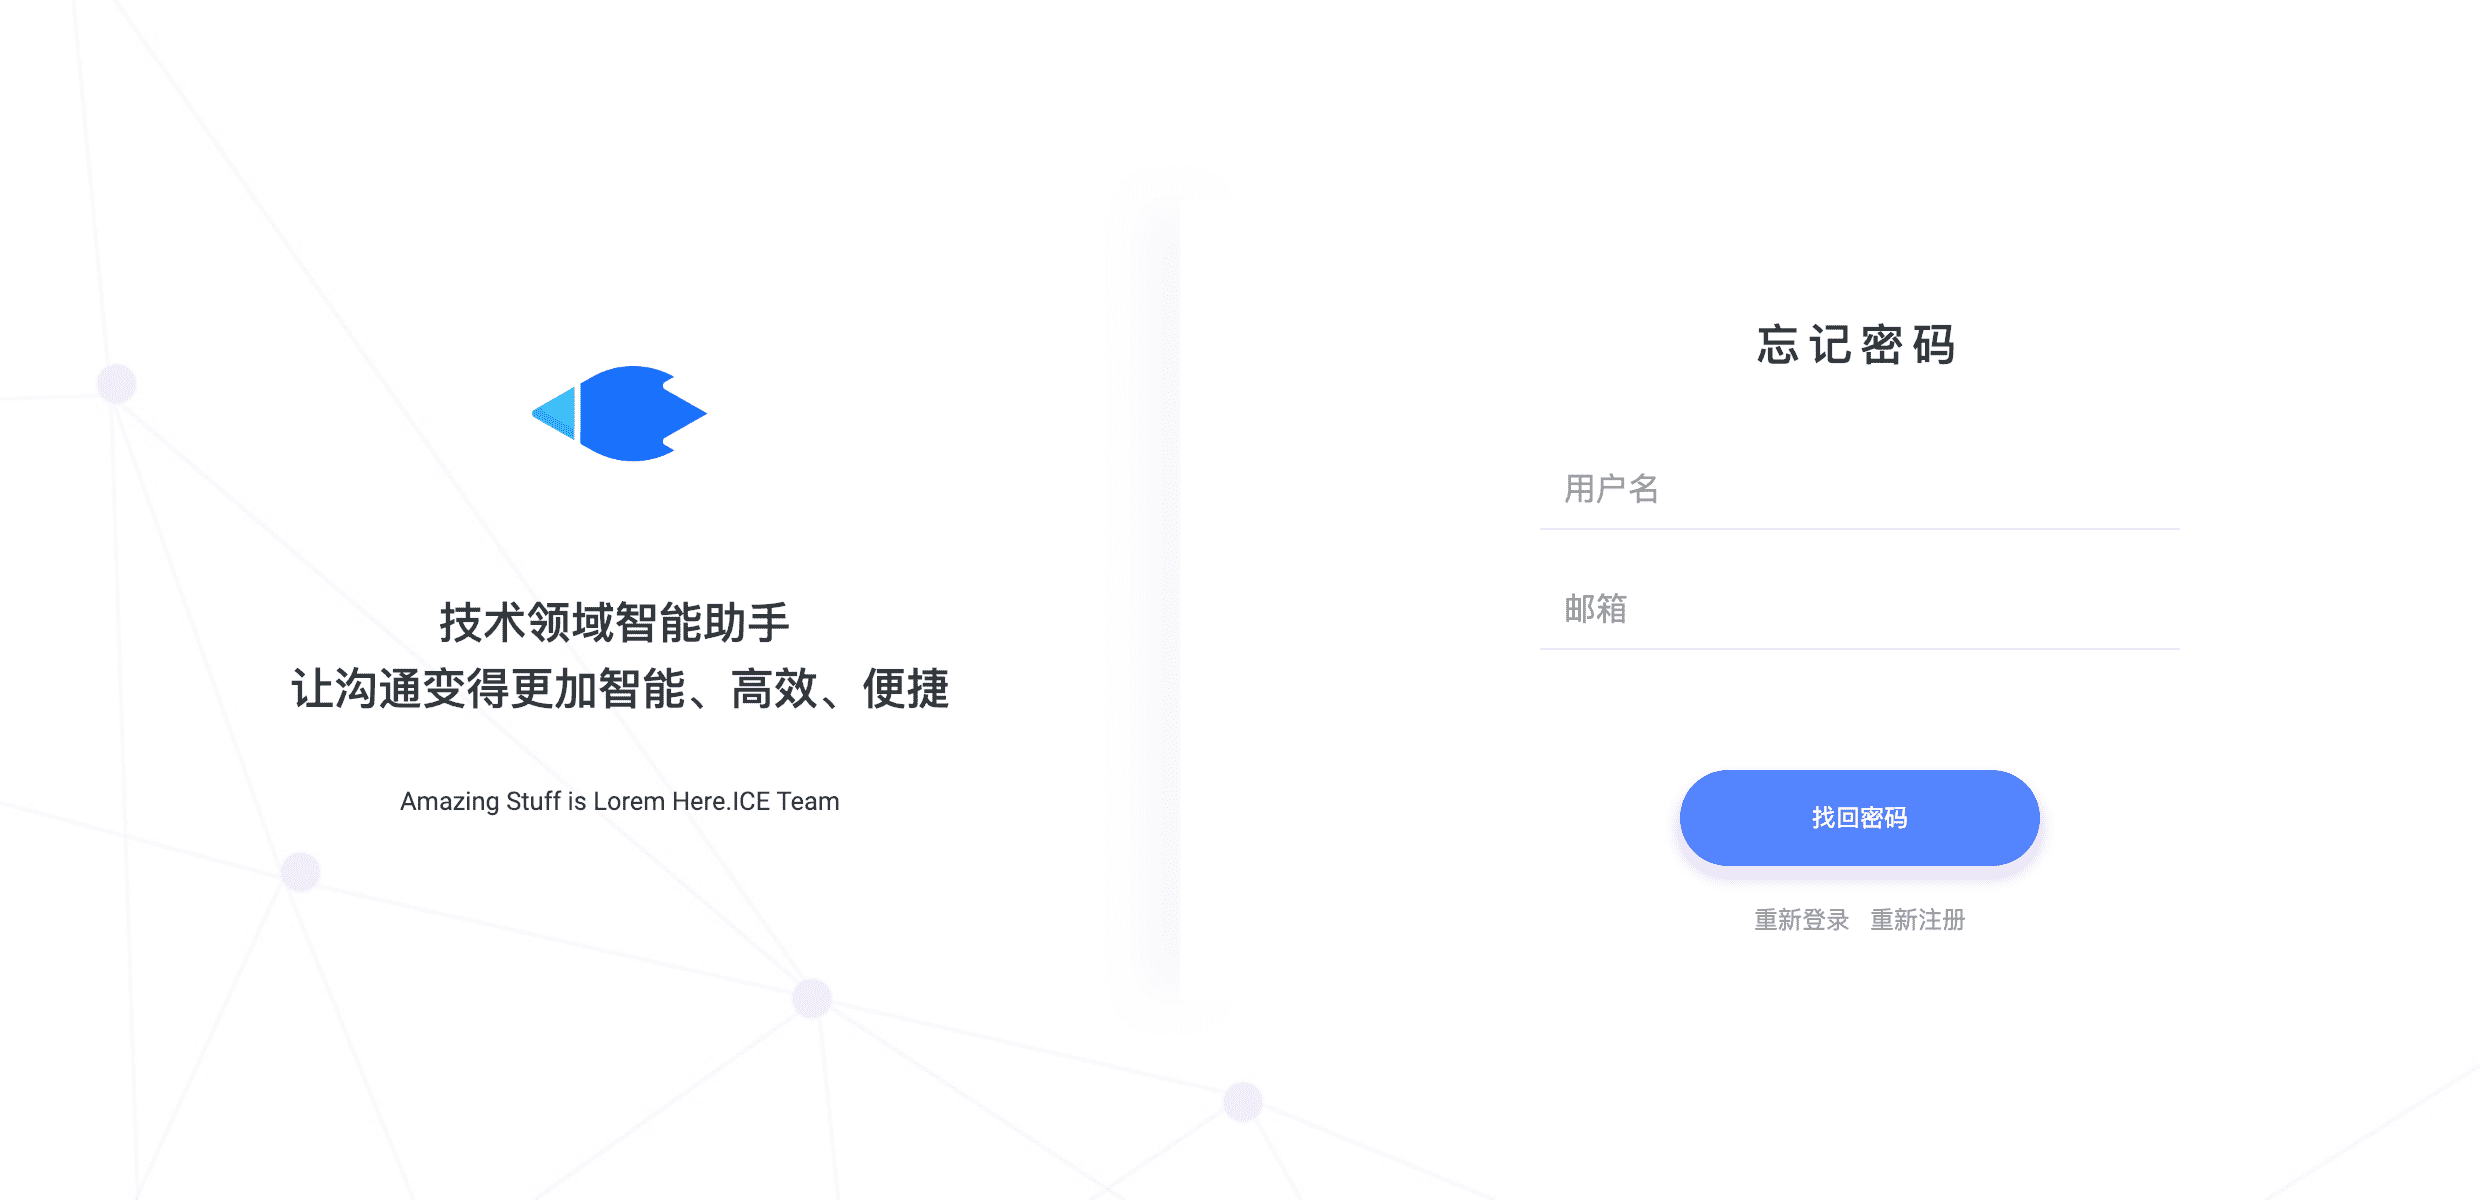 技术领域智能助手
让沟通变得更加智能、高效、便捷
Amazing Stuff is Lorem Here.ICE Team
忘记密码
用户名
邮箱
找回密码
重新登录 重新注册